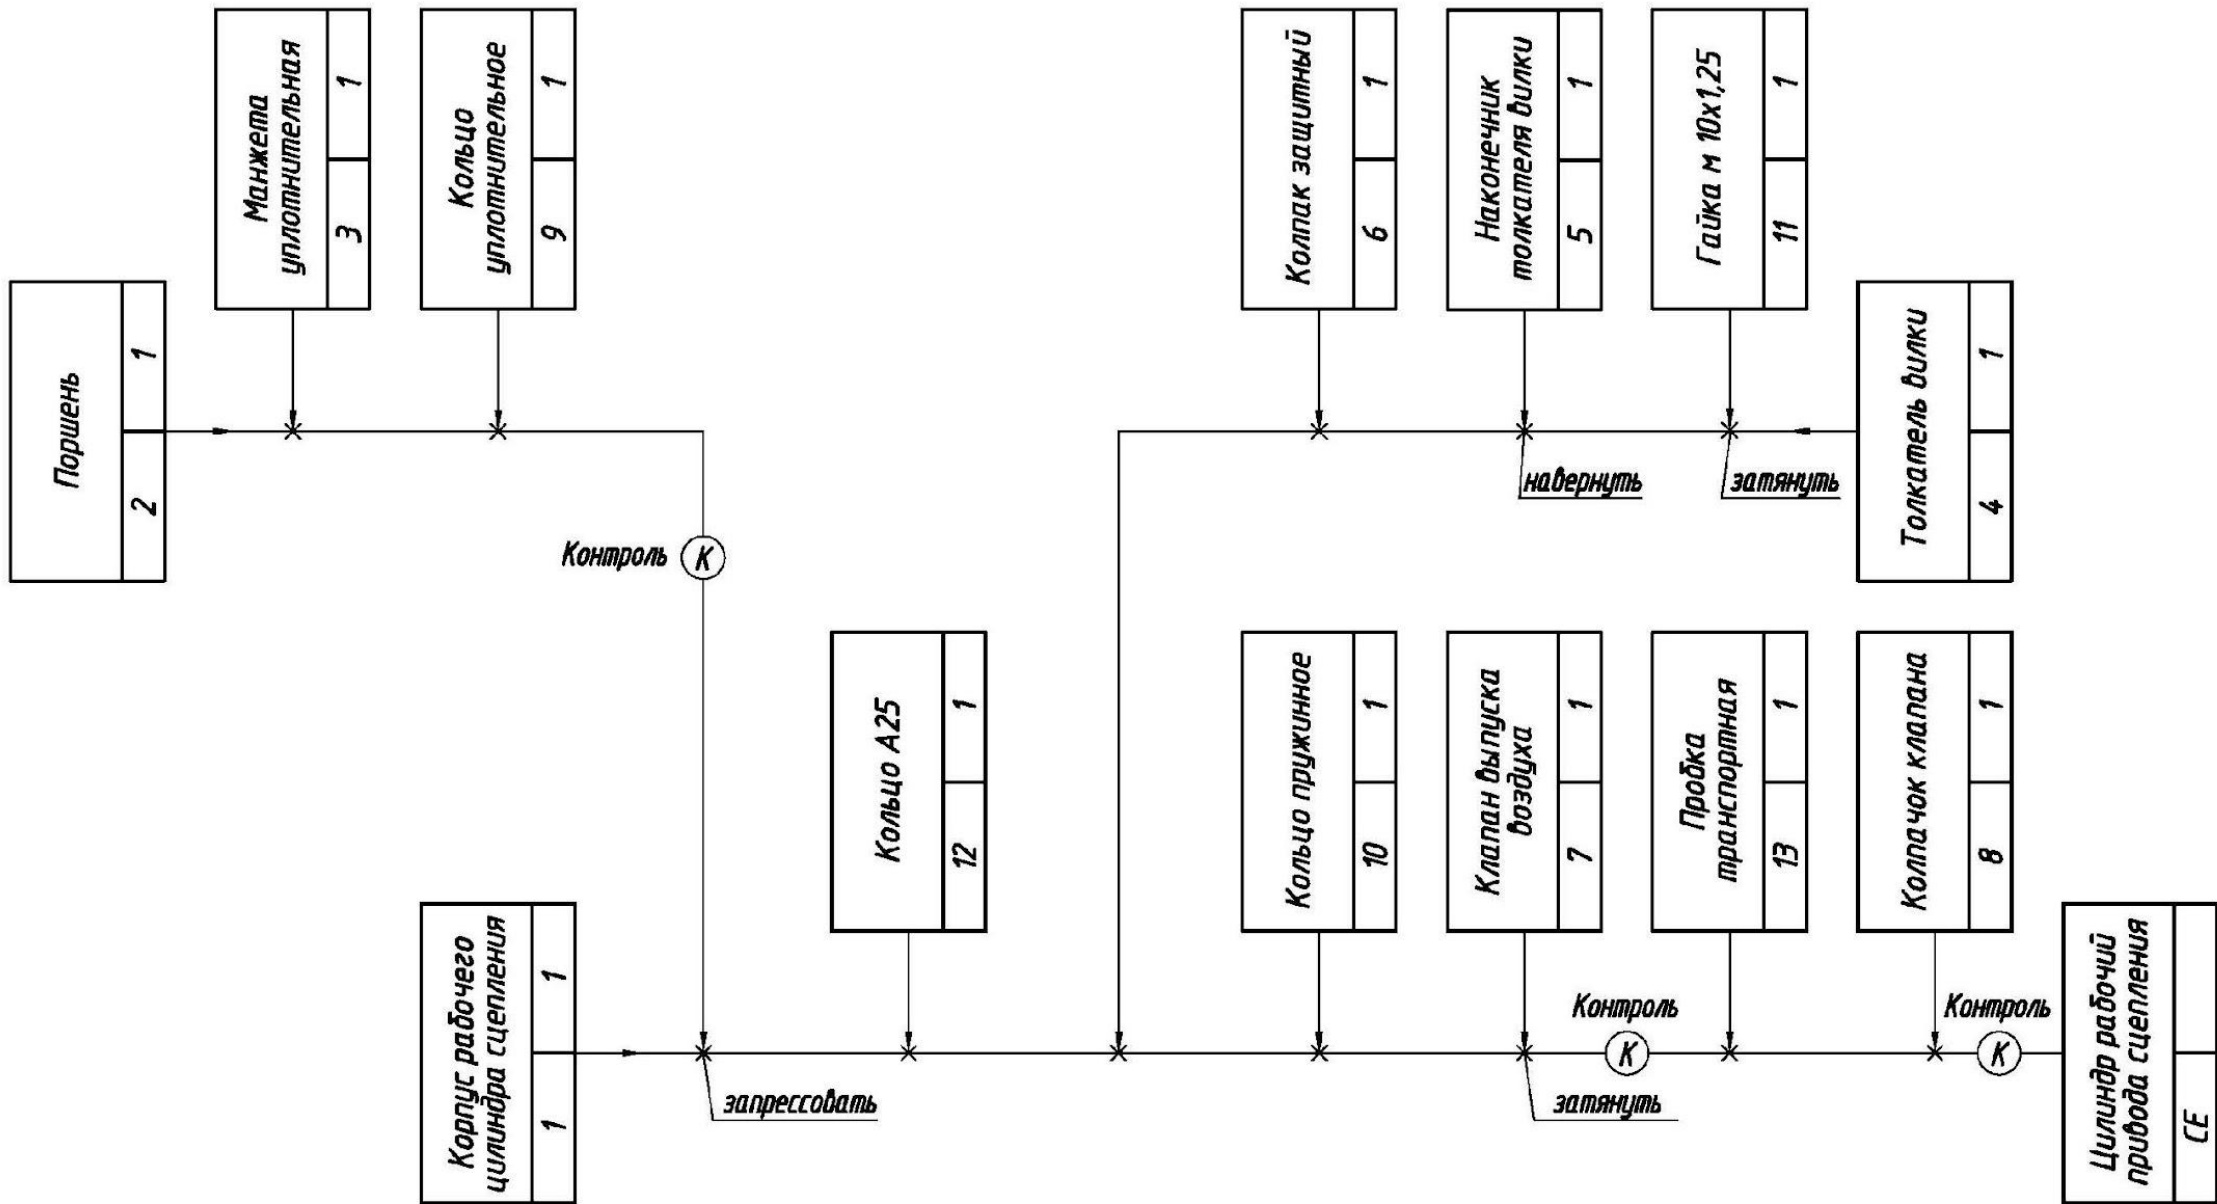 Поршень
2
1
Манжета
уплотнительная
3
1
Кольцо
уплотнительное
9
1
Колпак защитный
6
1
Наконечник
толкателя вилки
5
1
Гайка м 10х1,25
11
1
Толкатель вилки
4
1
навернуть
затянуть
Контроль
К
Корпус рабочего
цилиндра сцепления
1
1
Кольцо А25
12
1
Кольцо пружинное
10
1
Клапан выпуска
воздуха
7
1
Пробка
транспортная
13
1
Колпачок клапана
8
1
запрессовать
затянуть
Контроль
К
Контроль
К
Цилиндр рабочий
привода сцепления
СЕ